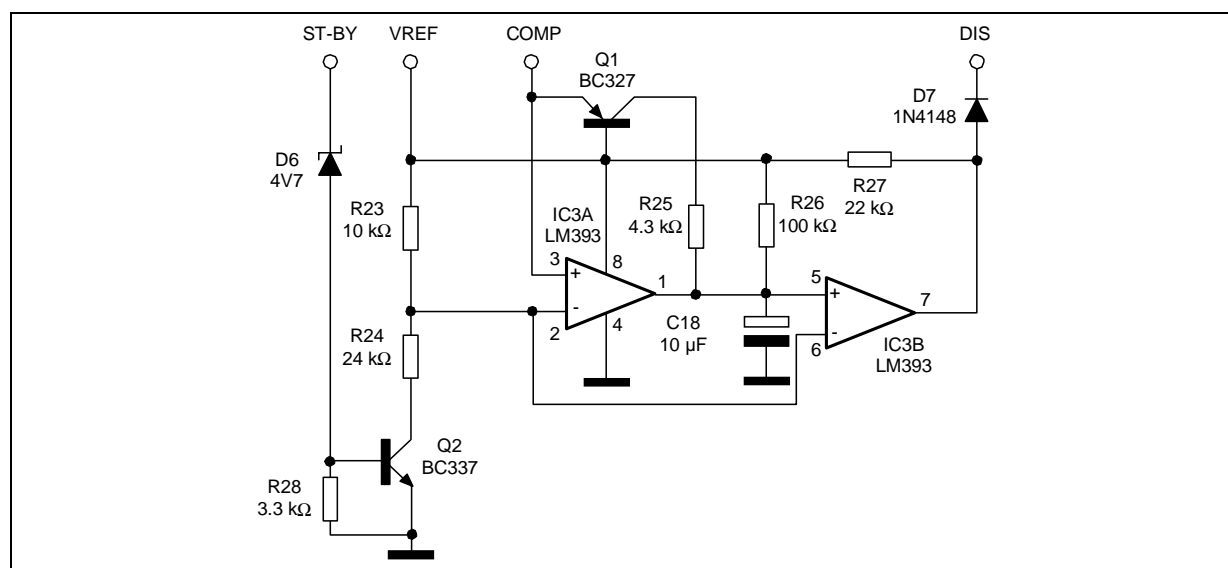 ST-BY VREF COMP DIS
Q1
BC327
D7
1N4148
D6
4V7
R23
10 kΩ
IC3A
LM393
R25
4.3 kΩ
R26
100 kΩ
R27
22 kΩ
3
+
8
1
-
2
4
5
+
7
-
6
C18
10 µF
IC3B
LM393
R24
24 kΩ
Q2
BC337
R28
3.3 kΩ